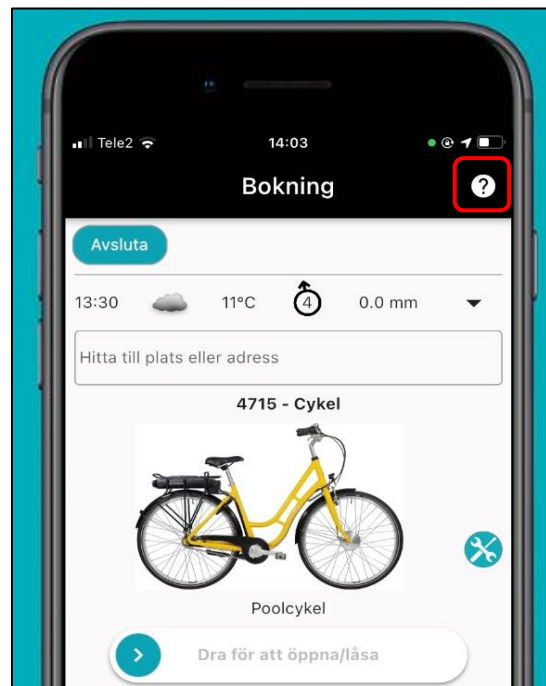 Tele2 14:03
Bokning ?
Avsluta
13:30 11°C 4 0.0 mm
Hitta till plats eller adress
4715 - Cykel
Poolcykel
Dra för att öppna/låsa